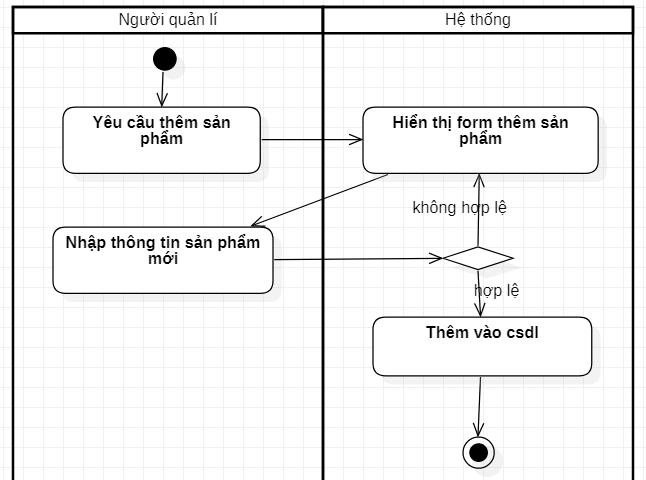 Người quản lí
Hệ thống
Yêu cầu thêm sản
phẩm
Hiển thị form thêm sản
phẩm
không hợp lệ
Nhập thông tin sản phẩm
mới
hợp lệ
Thêm vào csdl